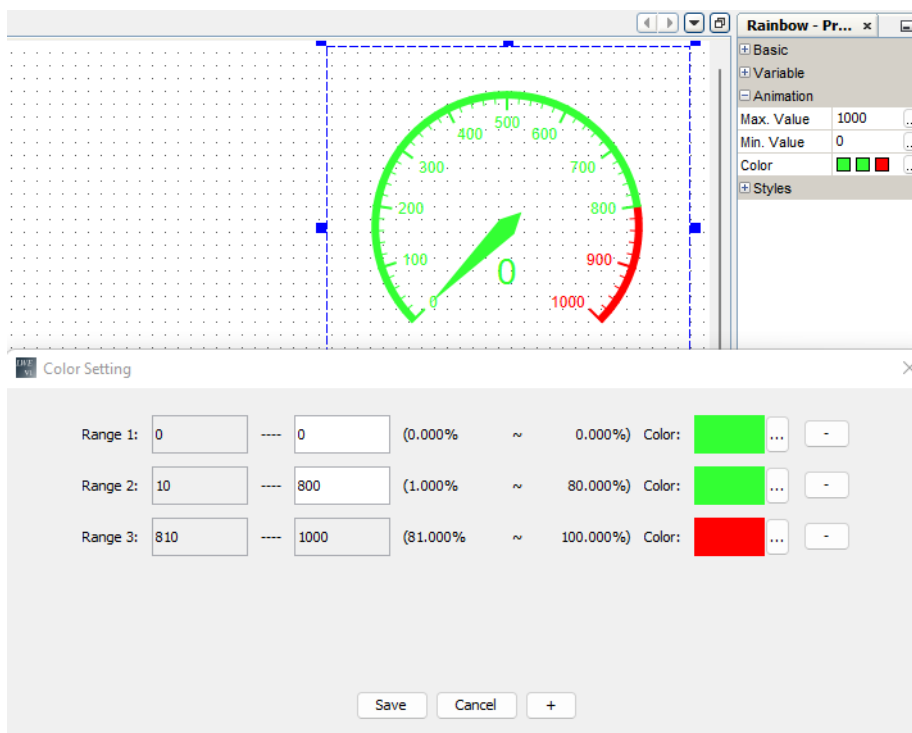 Rainbow - Pr... ×
Basic
Variable
Animation
Max. Value 1000 ...
Min. Value 0 ...
Color ...
Styles
500
400 600
300 700
200 800
100 900
0
0 1000
Color Setting
Range 1: 0 ---- 0 (0.000% ~ 0.000%) Color: ... -
Range 2: 10 ---- 800 (1.000% ~ 80.000%) Color: ... -
Range 3: 810 ---- 1000 (81.000% ~ 100.000%) Color: ... -
Save Cancel +